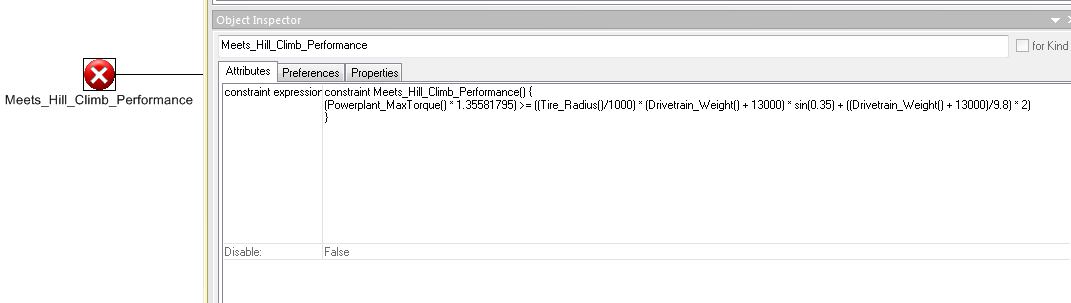 Object Inspector
Meets_Hill_Climb_Performance
for Kind
Attributes Preferences Properties
Meets_Hill_Climb_Performance
constraint expression constraint Meets_Hill_Climb_Performance() {
(Powerplant_MaxTorque() * 1.35581795) >= ((Tire_Radius()/1000) * (Drivetrain_Weight() + 13000) * sin(0.35) + ((Drivetrain_Weight() + 13000)/9.8) * 2)
}
Disable: False